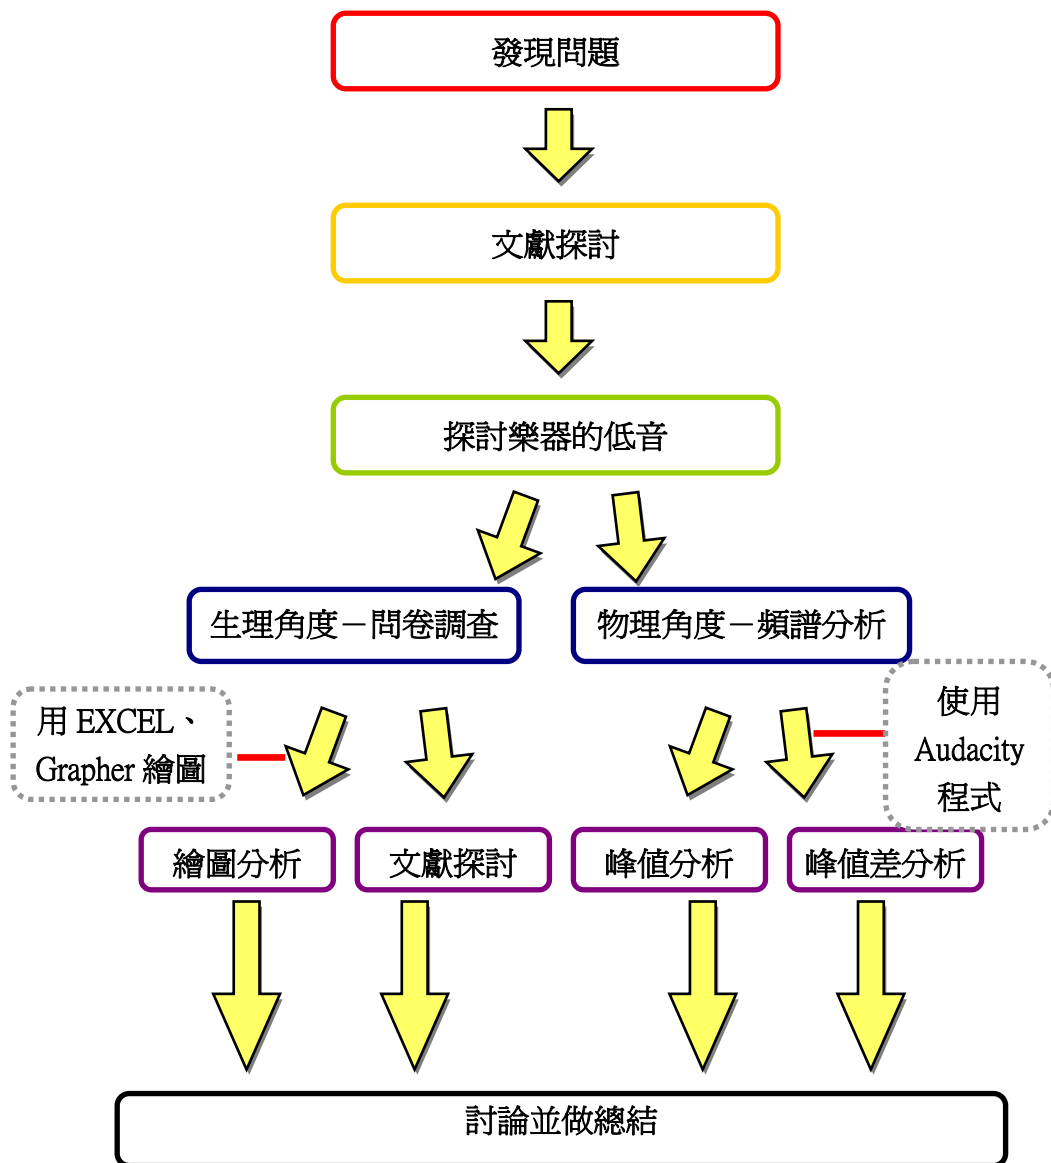 發現問題
文獻探討
探討樂器的低音
生理角度－問卷調查
物理角度－頻譜分析
用 EXCEL、
Grapher 繪圖
使用
Audacity
程式
繪圖分析
文獻探討
峰值分析
峰值差分析
討論並做總結